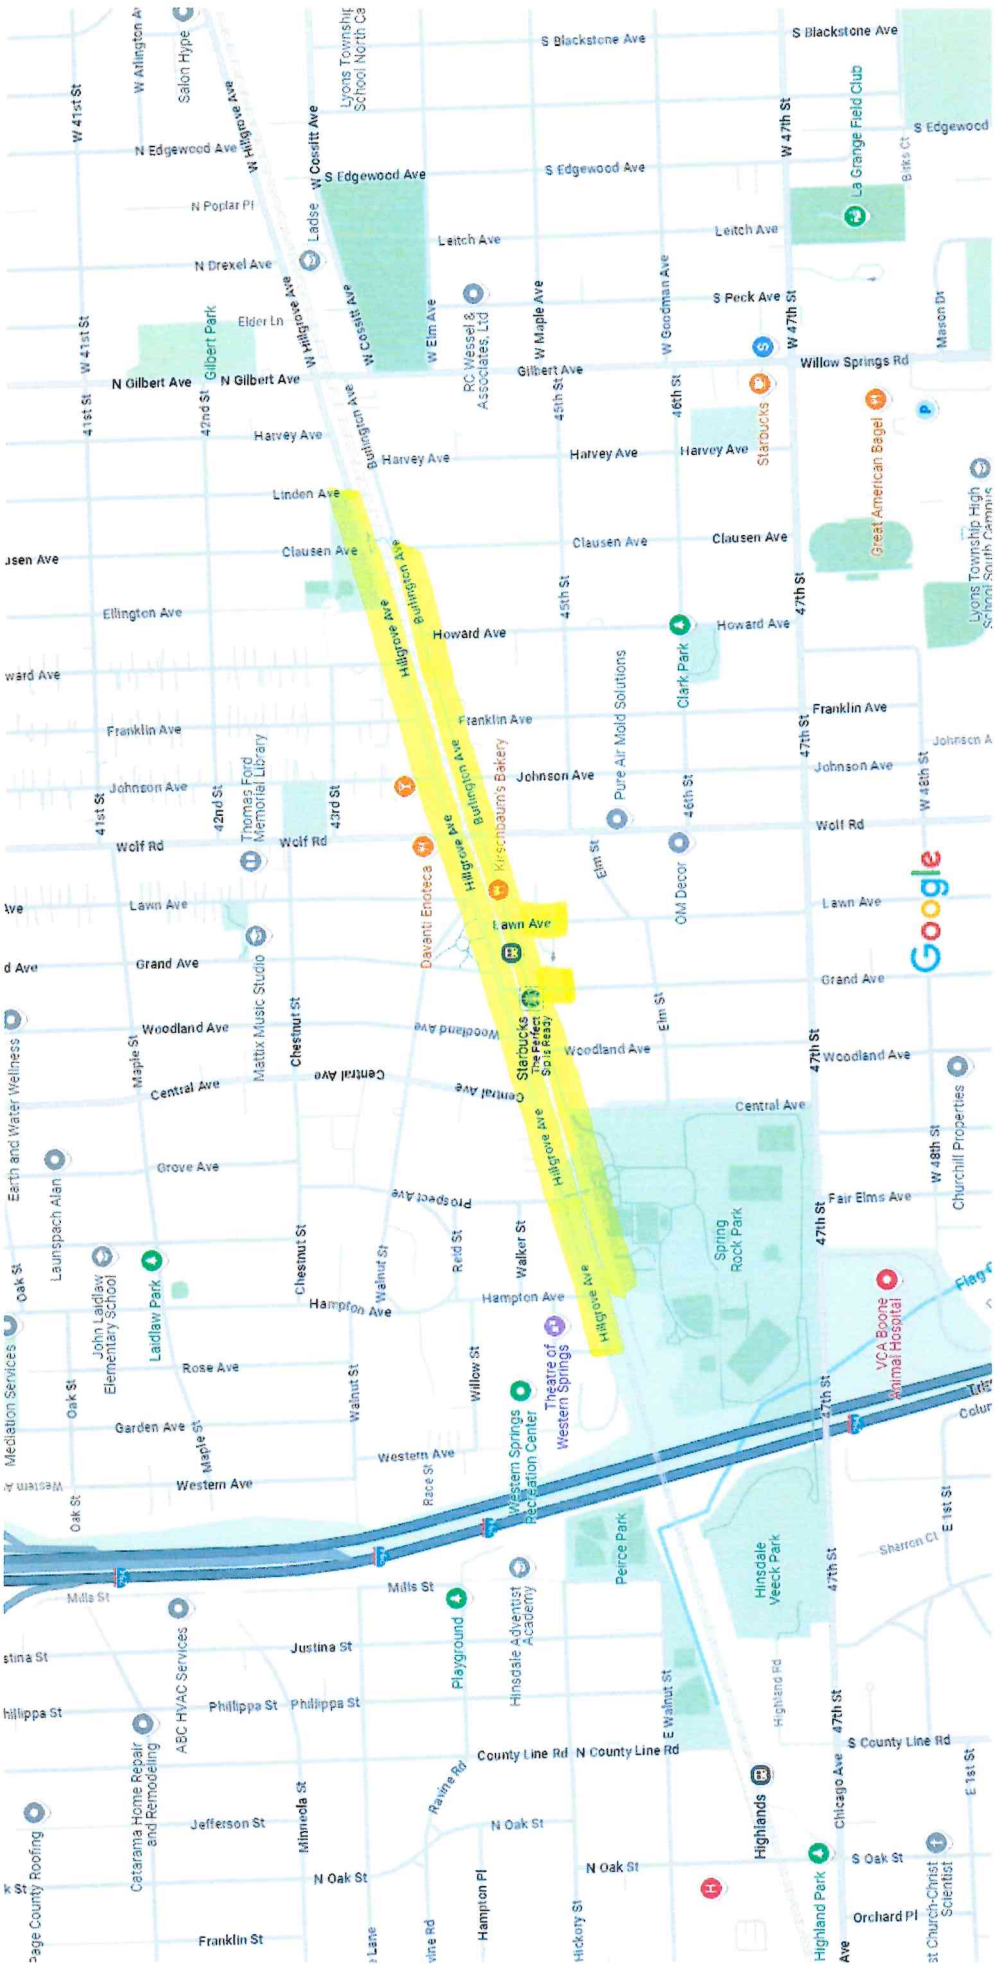 W 41st St
Salon Hype
W Hillgrove Ave
W Cossitt Ave
Lyons Township
S Blackstone Ave
S Blackstone Ave
N Edgewood Ave
N Poplar Pl
N Drexel Ave
Elder Ln
Ladse
S Edgewood Ave
S Edgewood Ave
S Edgewood
W 47th St
La Grange Field Club
Birks Ct
Leitch Ave
Leitch Ave
W 41st St
Gilbert Park
W Hillgrove Ave
W Cossitt Ave
W Elm Ave
RC Wessel &
Associates, Ltd
W Maple Ave
W Goodman Ave
S Peck Ave
W 47th St
N Gilbert Ave
N Gilbert Ave
Gilbert Ave
Willow Springs Rd
41st St
42nd St
Harvey Ave
Burlington Ave
Harvey Ave
45th St
Harvey Ave
46th St
Harvey Ave
Starbucks
Great American Bagel
P
Linden Ave
Clausen Ave
Clausen Ave
Clausen Ave
Lyons Township High
School South Campus
Ellington Ave
Hillgrove Ave
Burlington Ave
Howard Ave
45th St
Clark Park
Howard Ave
47th St
ward Ave
Franklin Ave
Franklin Ave
Franklin Ave
Johnson Ave
Johnson Ave
Johnson Ave
Pure Air Mold Solutions
47th St
W 48th St
41st St
42nd St
Thomas Ford
Memorial Library
43rd St
Wolf Rd
Wolf Rd
Hillgrove Ave
Burlington Ave
Kirschbaum's Bakery
Elm St
46th St
Wolf Rd
Lawn Ave
Davanti Enoteca
Lawn Ave
OM Decor
Lawn Ave
Google
d Ave
Grand Ave
Mattix Music Studio
Grand Ave
Earth and Water Wellness
Woodland Ave
Maple St
Chestnut St
Woodland Ave
Starbucks
The Perfect
Sip is Ready
Woodland Ave
Elm St
47th St
Woodland Ave
Central Ave
Central Ave
Central Ave
Central Ave
Churchill Properties
Launspach Alan
Grove Ave
Prospect Ave
Hillgrove Ave
W 48th St
Fair Elms Ave
Oak St
John Laidlaw
Elementary School
Laidlaw Park
Chestnut St
Walnut St
Reid St
Walker St
Spring
Rock Park
47th St
Hampton Ave
Hampton Ave
Hillgrove Ave
VCA Boone
Animal Hospital
Mediation Services
Rose Ave
Willow St
Theatre of
Western Springs
Oak St
Garden Ave
Maple St
Walnut St
Western Ave
Western Springs
Recreation Center
47th St
Western Ave
Race St
Oak St
Peirce Park
Hinsdale
Veeck Park
E 1st St
Sharron Ct
47th St
Mills St
Mills St
Playground
Hinsdale Adventist
Academy
ABC HVAC Services
Justina St
stina St
Phillippa St
Phillippa St
hillippa St
E Walnut St
Highland Rd
47th St
Catarama Home Repair
and Remodeling
County Line Rd
N County Line Rd
S County Line Rd
Ravine Rd
Highlands
Chicago Ave
E 1st St
Page County Roofing
Jefferson St
Minneola St
N Oak St
N Oak St
N Oak St
S Oak St
k St
H
Highland Park
st Church-Christ
Scientist
Franklin St
Hampton Pl
Hickory St
Orchard Pl
Ave